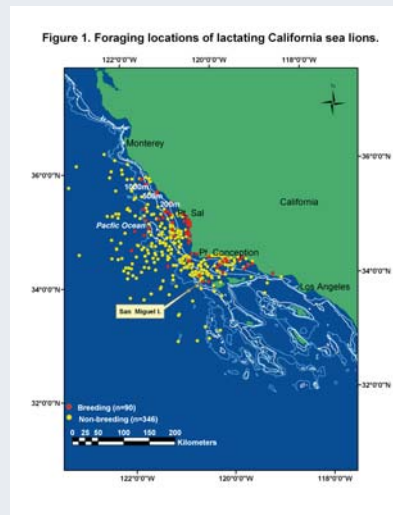 Figure 1. Foraging locations of lactating California sea lions.
122°0'0"W 120°0'0"W 118°0'0"W
Monterey
36°0'0"N 36°0'0"N
1000m
500m
200m
Pt. Sal
California
Pacific Ocean
Pt. Conception
34°0'0"N 34°0'0"N
Los Angeles
San Miguel I.
32°0'0"N 32°0'0"N
Breeding (n=90)
Non-breeding (n=346)
0 25 50 100 150 200
Kilometers
122°0'0"W 120°0'0"W 118°0'0"W